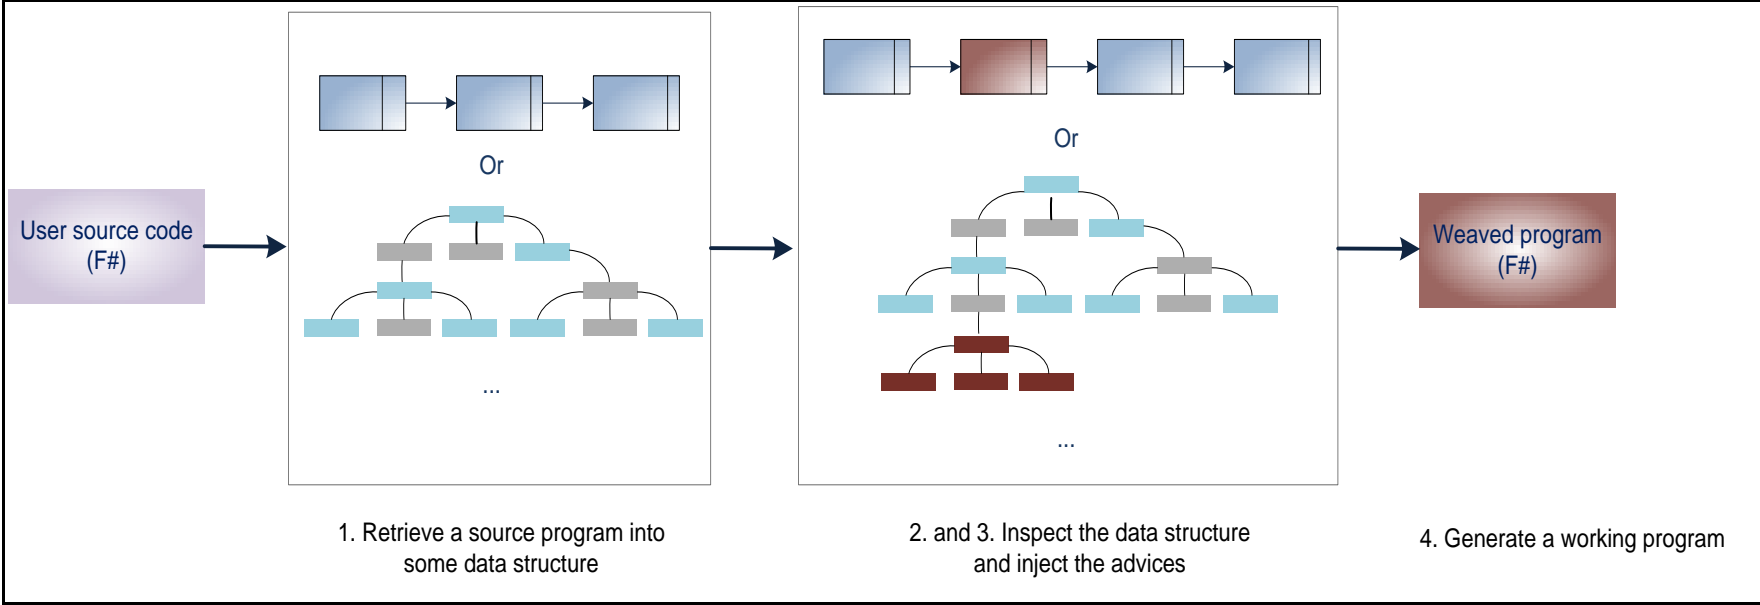 User source code
(F#)
Or
...
1. Retrieve a source program into
some data structure
Or
...
2. and 3. Inspect the data structure
and inject the advices
Weaved program
(F#)
4. Generate a working program